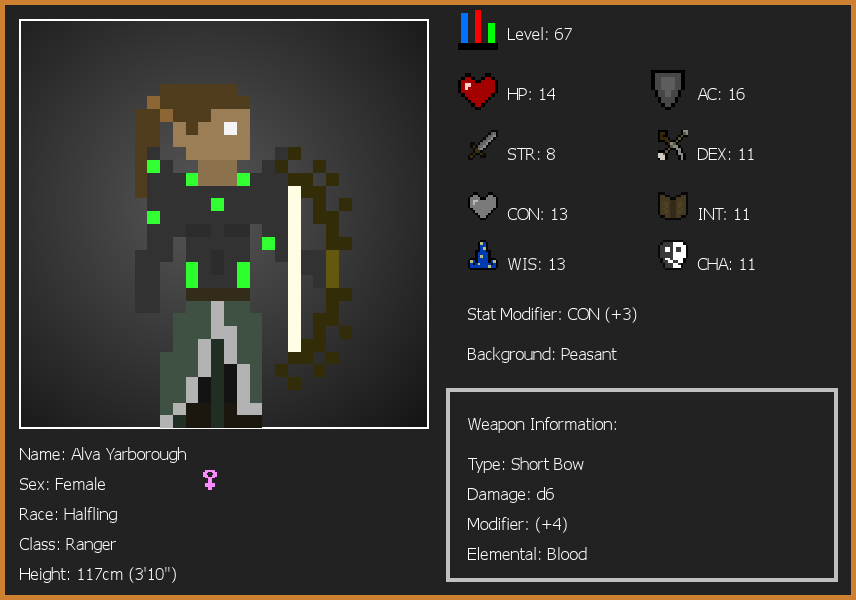 Level: 67
HP: 14
AC: 16
STR: 8
DEX: 11
CON: 13
INT: 11
WIS: 13
CHA: 11
Stat Modifier: CON (+3)
Background: Peasant
Weapon Information:
Type: Short Bow
Damage: d6
Modifier: (+4)
Elemental: Blood
Name: Alva Yarborough
Sex: Female
Race: Halfling
Class: Ranger
Height: 117cm (3'10")